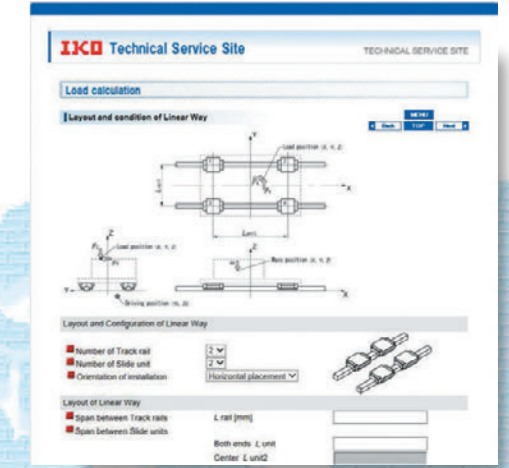 IKO Technical Service Site
TECHNICAL SERVICE SITE
Load calculation
Layout and condition of Linear Way
MENU
Back TOP Next
Y
Load position (X, Y, Z)
X
L unit
Z
Z
Load position (X, Y, Z)
Mass position (X, Y, Z)
Y
X
Driving position (Y, Z)
Layout and Configuration of Linear Way
Number of Track rail 2
Number of Slide unit 2
Orientation of installation Horizontal placement
Layout of Linear Way
Span between Track rails L rail [mm]
Span between Slide units
Both ends L unit
Center L unit2